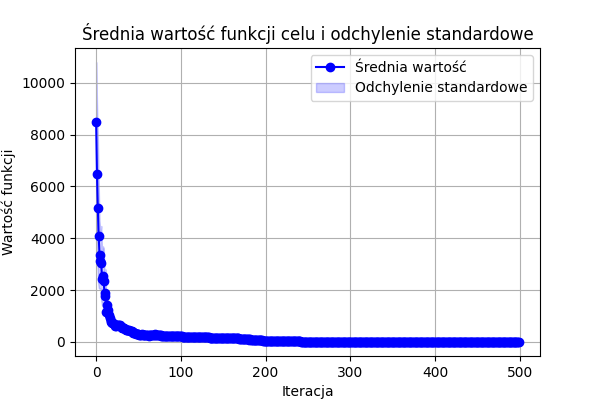 Średnia wartość funkcji celu i odchylenie standardowe
Średnia wartość
Odchylenie standardowe
Wartość funkcji
10000
8000
6000
4000
2000
0
0 100 200 300 400 500
Iteracja